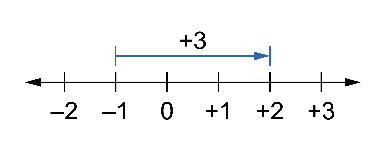 +3
–2 –1 0 +1 +2 +3